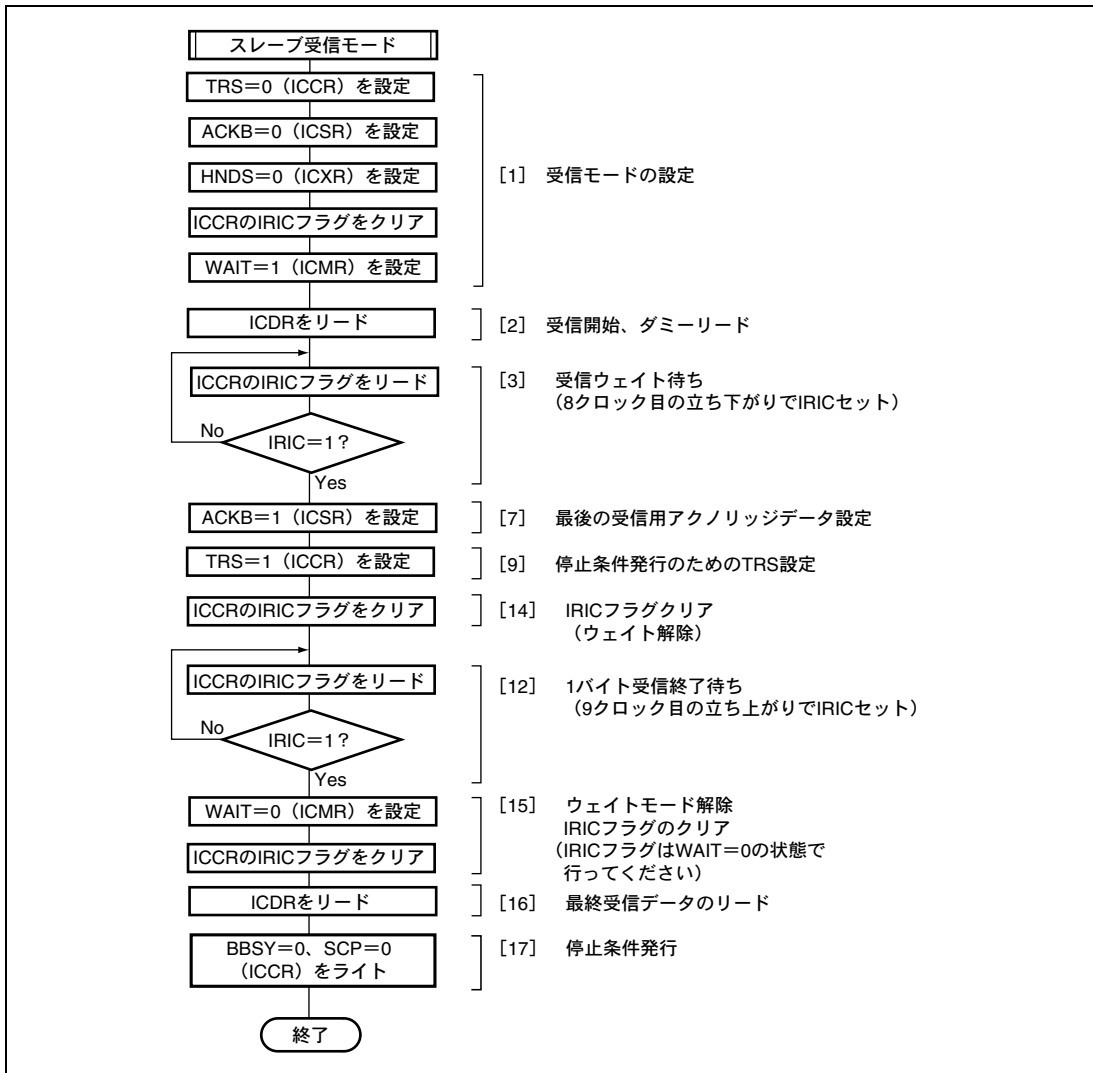 スレーブ受信モード
TRS=0（ICCR）を設定
ACKB=0（ICSR）を設定
HNDS=0（ICXR）を設定
[1] 受信モードの設定
ICCRのIRICフラグをクリア
WAIT=1（ICMR）を設定
ICDRをリード
[2] 受信開始、ダミーリード
ICCRのIRICフラグをリード
[3] 受信ウェイト待ち
（8クロック目の立ち下がりでIRICセット）
No
IRIC=1？
Yes
ACKB=1（ICSR）を設定
[7] 最後の受信用アクノリッジデータ設定
TRS=1（ICCR）を設定
[9] 停止条件発行のためのTRS設定
ICCRのIRICフラグをクリア
[14] IRICフラグクリア
（ウェイト解除）
ICCRのIRICフラグをリード
[12] 1バイト受信終了待ち
（9クロック目の立ち上がりでIRICセット）
No
IRIC=1？
Yes
WAIT=0（ICMR）を設定
[15] ウェイトモード解除
IRICフラグのクリア
（IRICフラグはWAIT=0の状態で
行ってください）
ICCRのIRICフラグをクリア
ICDRをリード
[16] 最終受信データのリード
BBSY=0、SCP=0
（ICCR）をライト
[17] 停止条件発行
終了